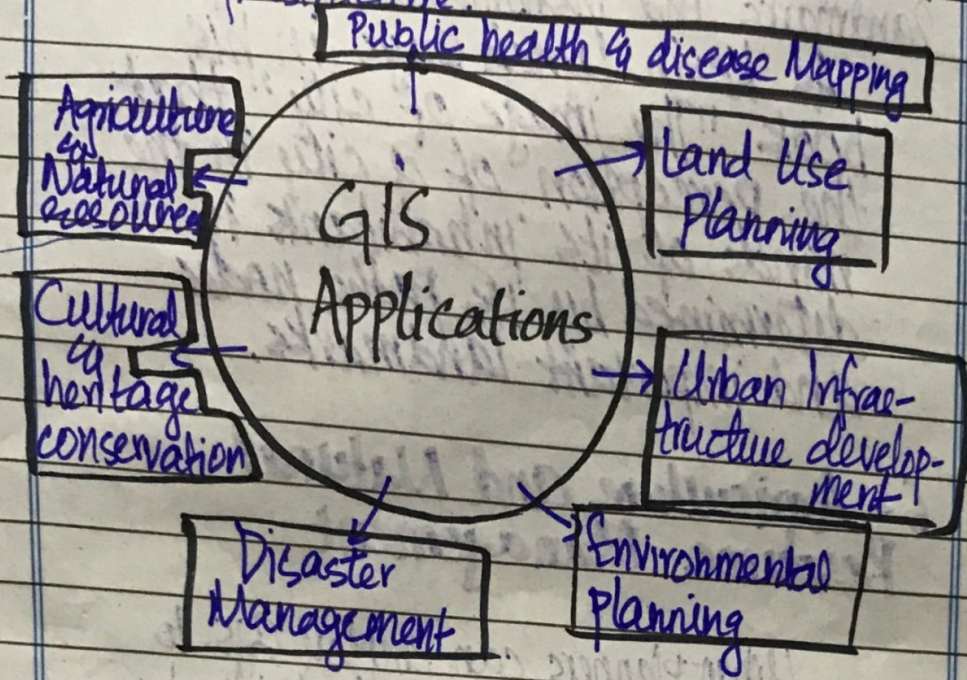 Public health & disease Mapping
Agriculture
&
Natural
resources
Land Use
Planning
GIS
Applications
Cultural
&
heritage
conservation
Urban Infras-
tructure develop-
ment
Disaster
Management
Environmental
planning